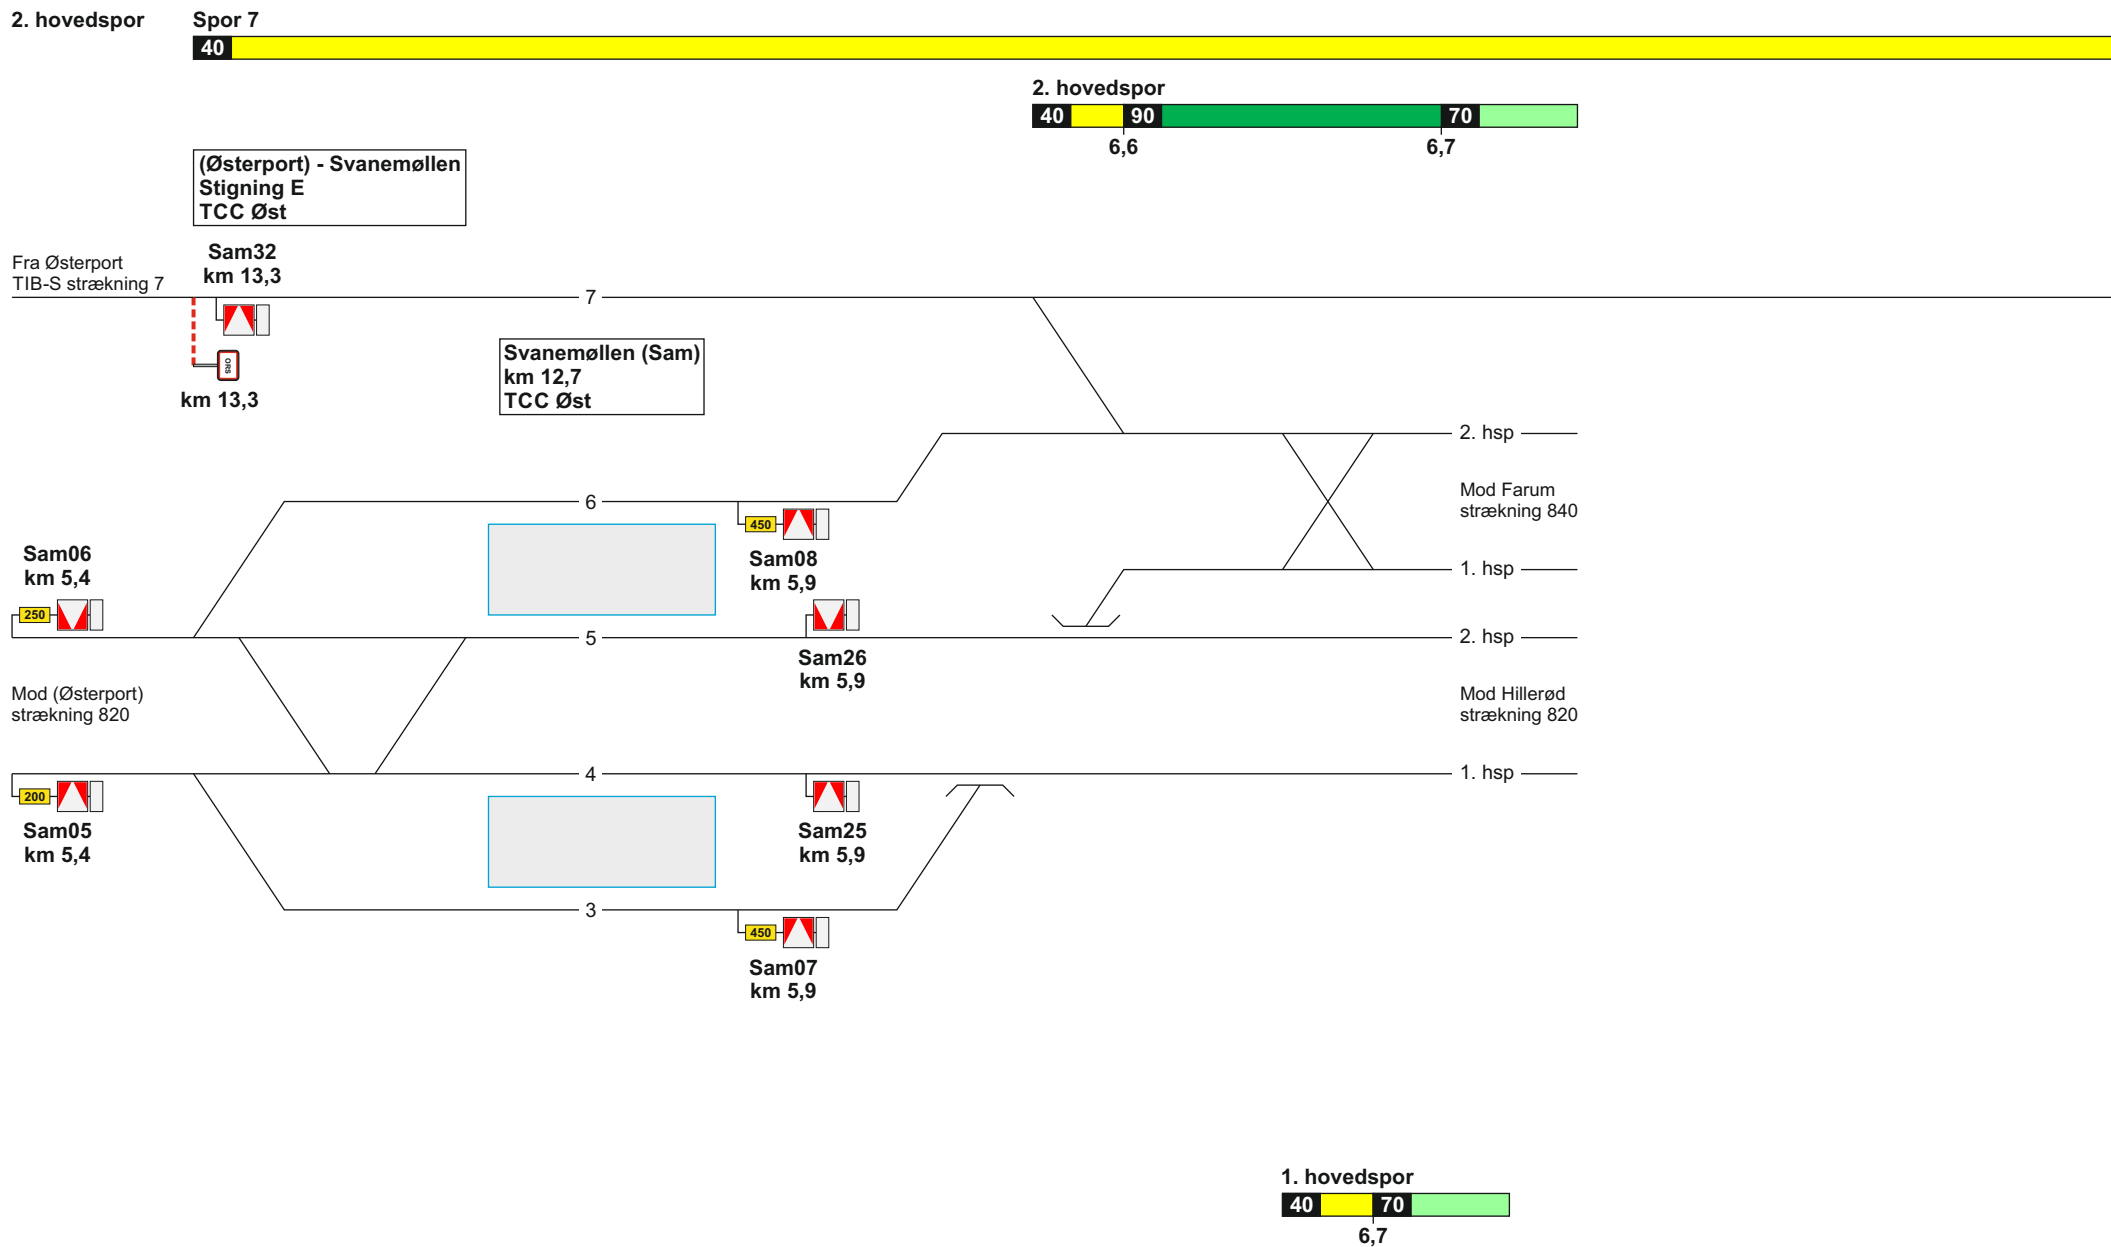 2. hovedspor
Spor 7
40
2. hovedspor
40 90 70
6,6 6,7
(Østerport) - Svanemøllen
Stigning E
TCC Øst
Fra Østerport
TIB-S strækning 7
Sam32
km 13,3
7
ORS
km 13,3
Svanemøllen (Sam)
km 12,7
TCC Øst
2. hsp
Mod Farum
strækning 840
6
450
Sam08
km 5,9
Sam06
km 5,4
250
1. hsp
5
2. hsp
Sam26
km 5,9
Mod (Østerport)
strækning 820
Mod Hillerød
strækning 820
4
1. hsp
200
Sam05
km 5,4
Sam25
km 5,9
3
450
Sam07
km 5,9
1. hovedspor
40 70
6,7